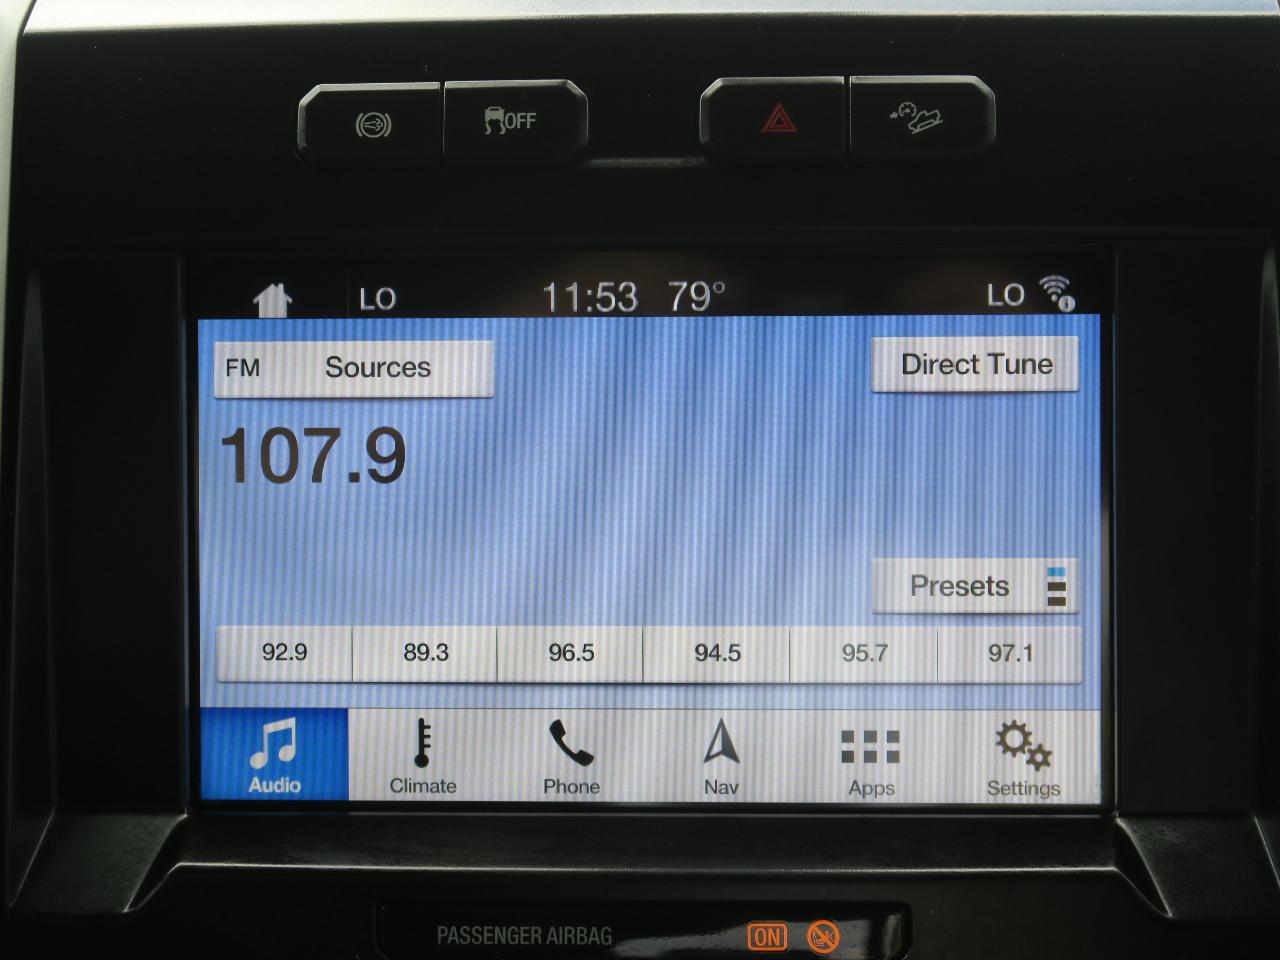 OFF
LO 11:53 79° LO
FM Sources Direct Tune
107.9
Presets
92.9 89.3 96.5 94.5 95.7 97.1
Audio Climate Phone Nav Apps Settings
PASSENGER AIRBAG ON